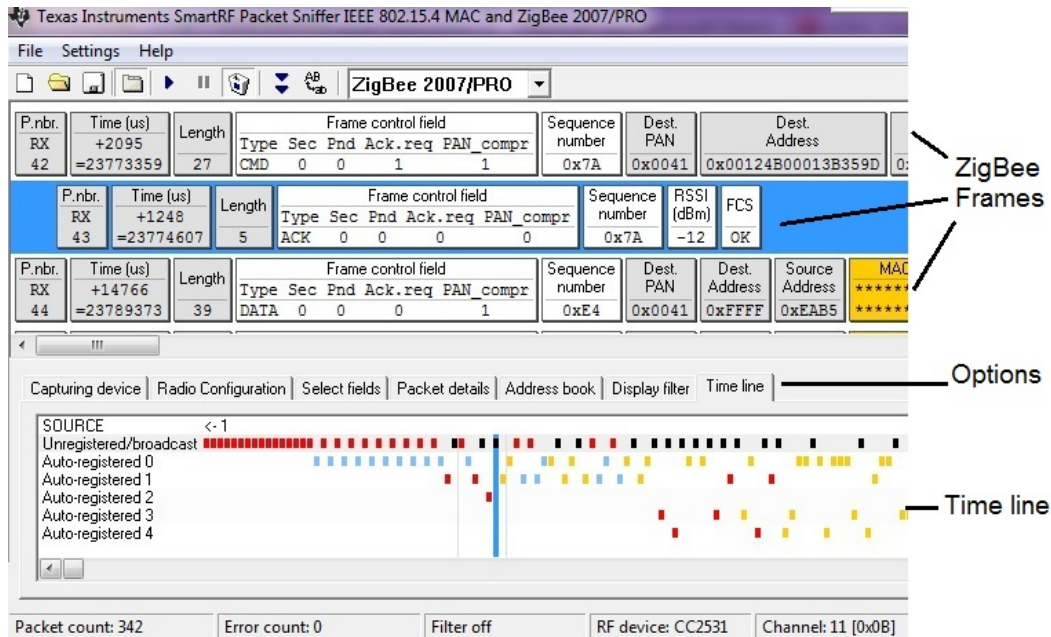 Texas Instruments SmartRF Packet Sniffer IEEE 802.15.4 MAC and ZigBee 2007/PRO
File Settings Help
ZigBee 2007/PRO
P.nbr. Time (us) Length Frame control field Sequence Dest. Dest.
RX +2095 Type Sec Pnd Ack.req PAN_compr number PAN Address
42 =23773359 27 CMD 0 0 1 1 0x7A 0x0041 0x00124B00013B359D
P.nbr. Time (us) Length Frame control field Sequence RSSI FCS
RX +1248 Type Sec Pnd Ack.req PAN_compr number (dBm)
43 =23774607 5 ACK 0 0 0 0 0x7A -12 OK
P.nbr. Time (us) Length Frame control field Sequence Dest. Dest. Source MAC
RX +14766 Type Sec Pnd Ack.req PAN_compr number PAN Address Address ******
44 =23789373 39 DATA 0 0 0 1 0xE4 0x0041 0xFFFF 0xEAB5 ******
ZigBee
Frames
Capturing device Radio Configuration Select fields Packet details Address book Display filter Time line
Options
SOURCE <- 1
Unregistered/broadcast
Auto-registered 0
Auto-registered 1
Auto-registered 2
Auto-registered 3
Auto-registered 4
Time line
Packet count: 342 Error count: 0 Filter off RF device: CC2531 Channel: 11 [0x0B]